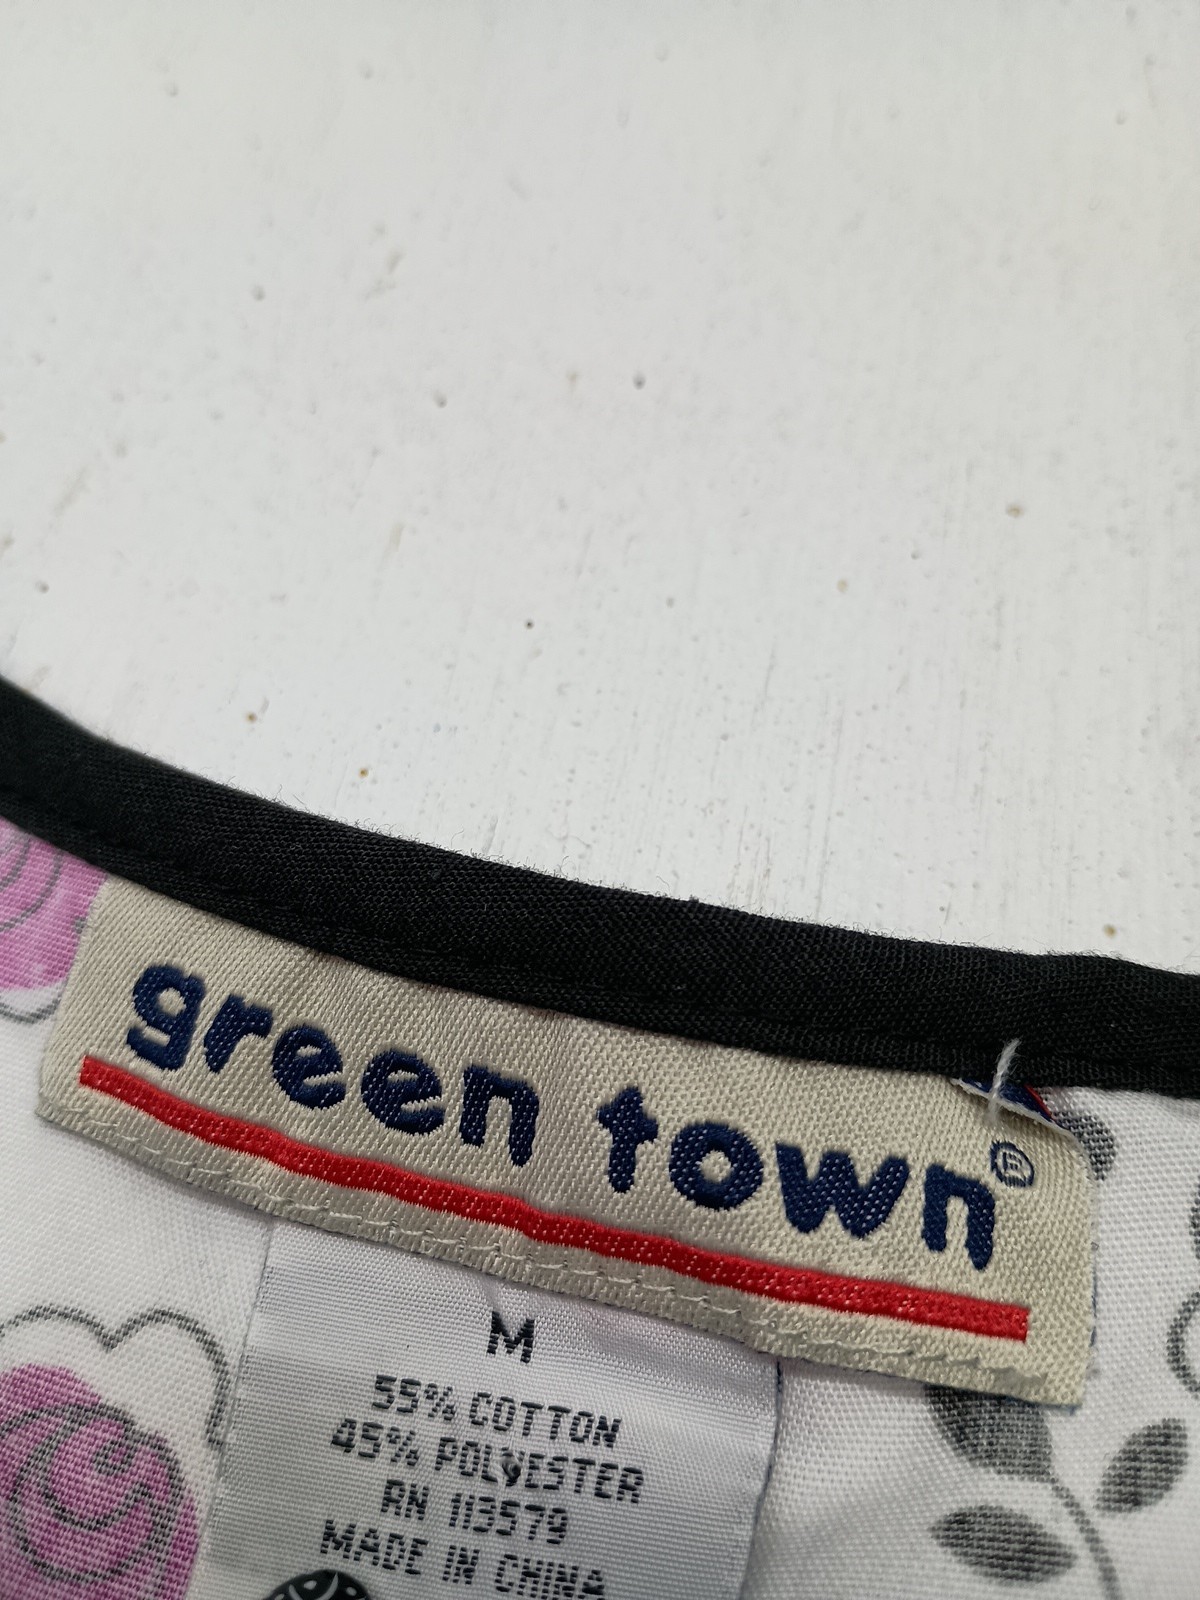 green town®
M
55% COTTON
45% POLYESTER
RN 113579
MADE IN CHINA